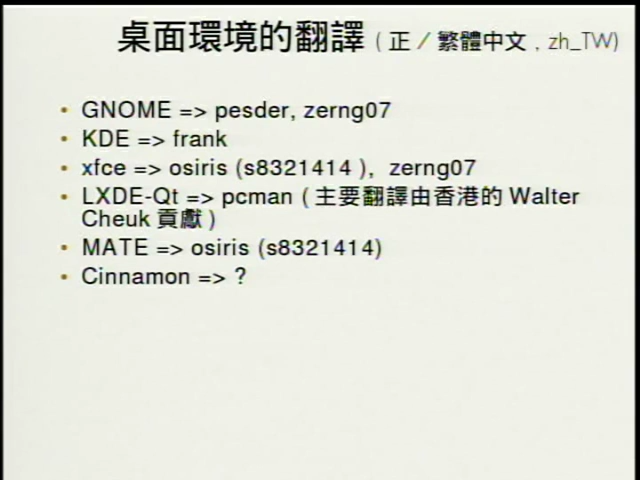 桌面環境的翻譯 ( 正 / 繁體中文 , zh_TW)
• GNOME => pesder, zerng07
• KDE => frank
• xfce => osiris (s8321414 ), zerng07
• LXDE-Qt => pcman ( 主要翻譯由香港的 Walter
Cheuk 貢獻 )
• MATE => osiris (s8321414)
• Cinnamon => ?